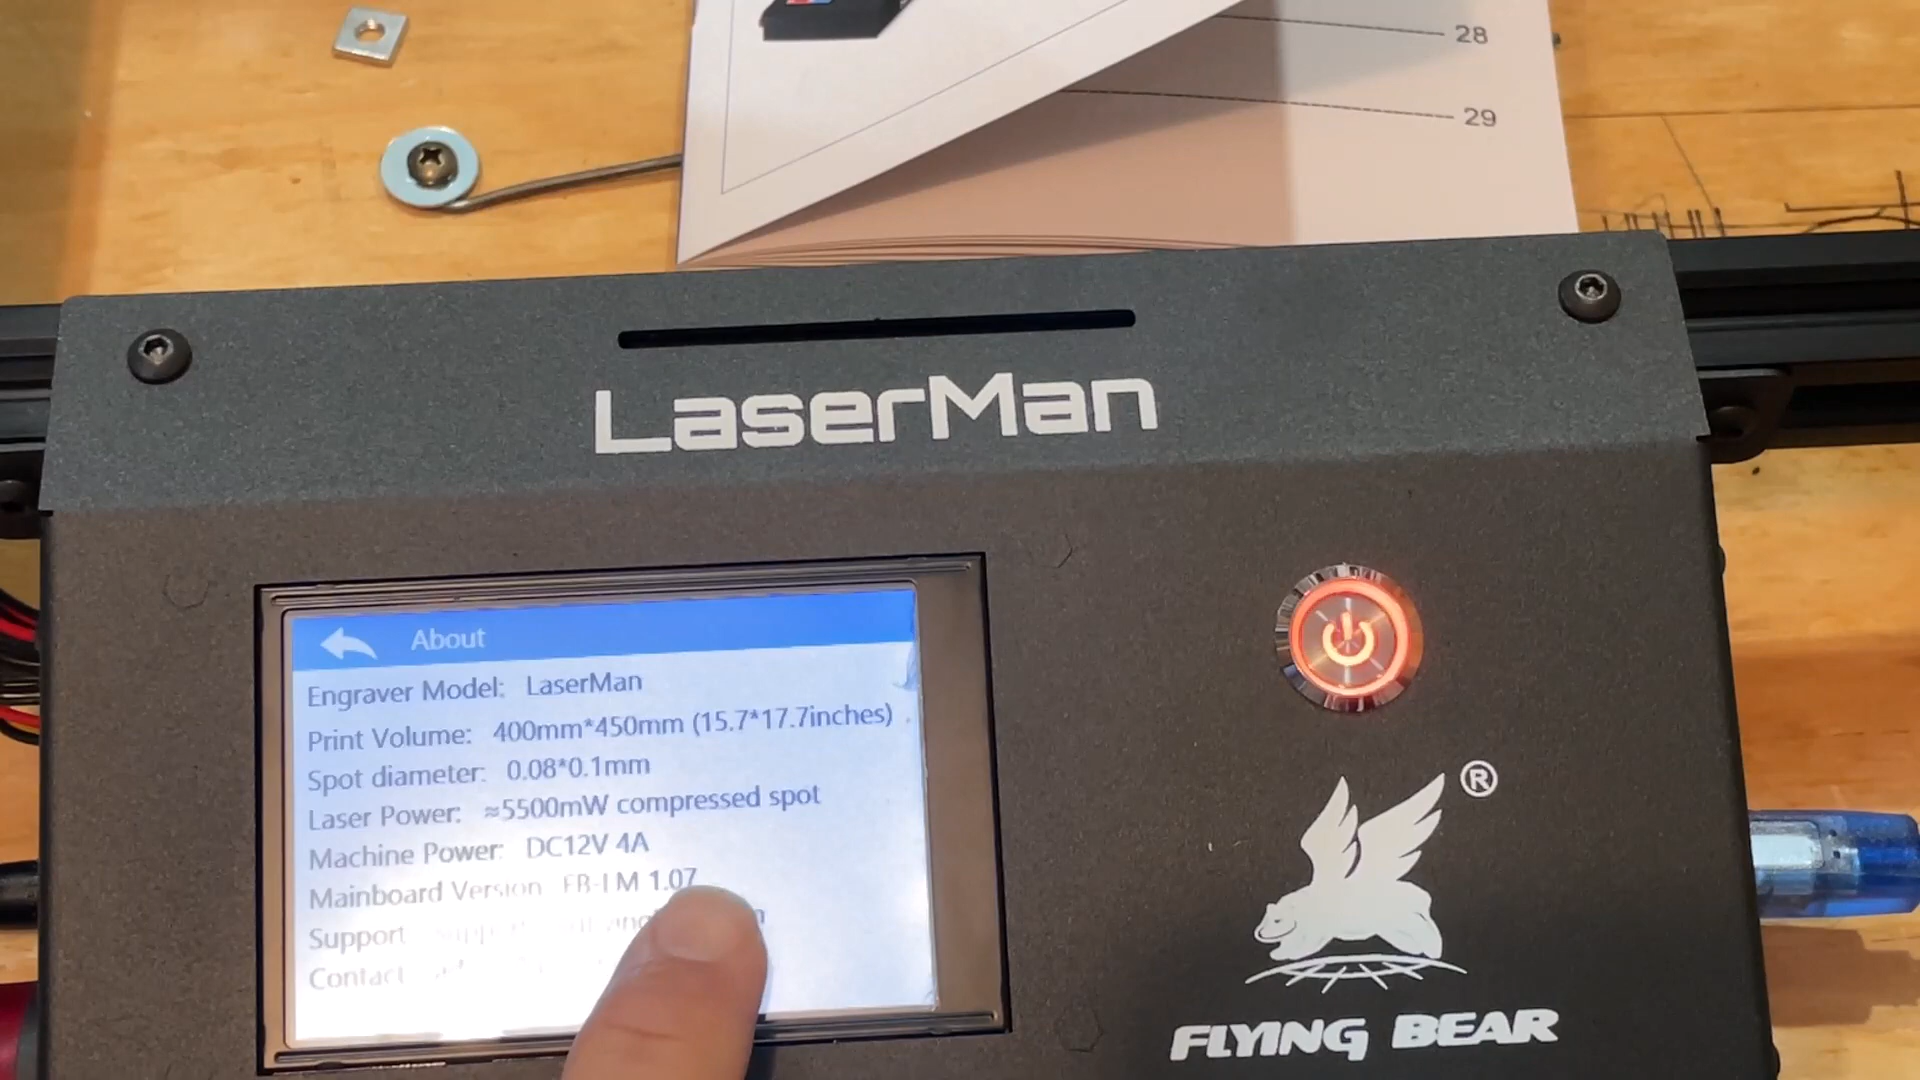 28
29
LaserMan
About
Engraver Model: LaserMan
Print Volume: 400mm*450mm (15.7*17.7inches)
Spot diameter: 0.08*0.1mm
Laser Power: ≈5500mW compressed spot
Machine Power: DC12V 4A
Mainboard Version FB-LM 1.07
Support
Contact
®
FLYING BEAR